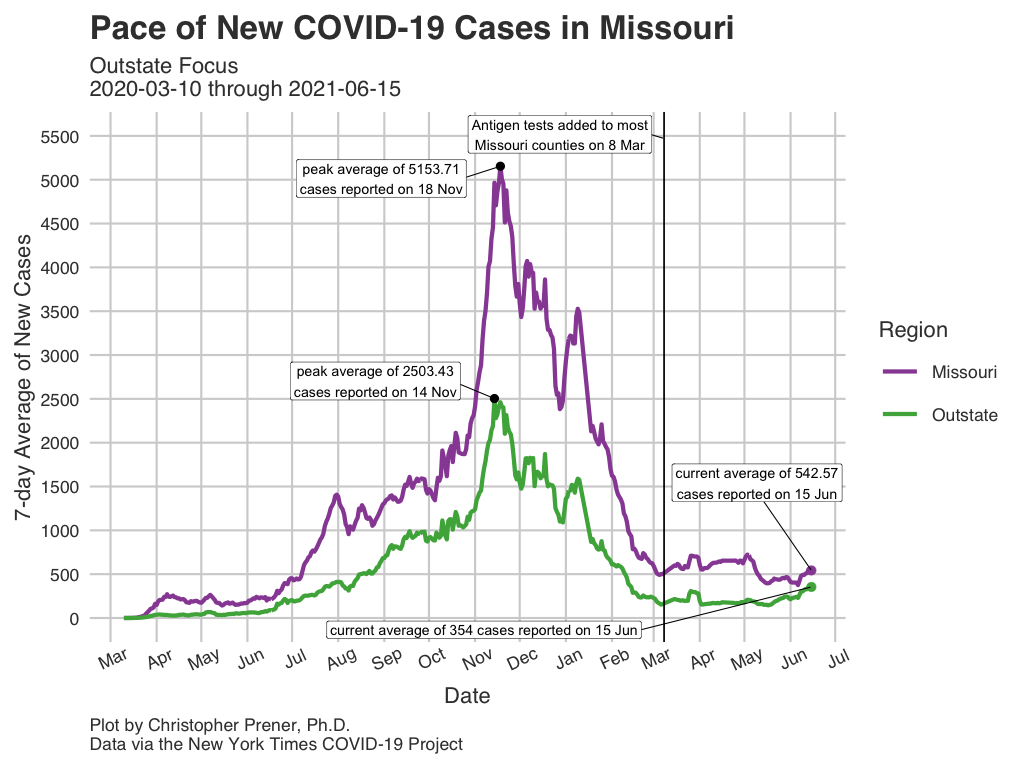 Pace of New COVID-19 Cases in Missouri
Outstate Focus
2020-03-10 through 2021-06-15
Antigen tests added to most
Missouri counties on 8 Mar
peak average of 5153.71
cases reported on 18 Nov
peak average of 2503.43
cases reported on 14 Nov
current average of 542.57
cases reported on 15 Jun
current average of 354 cases reported on 15 Jun
7-day Average of New Cases
5500
5000
4500
4000
3500
3000
2500
2000
1500
1000
500
0
Mar Apr May Jun Jul Aug Sep Oct Nov Dec Jan Feb Mar Apr May Jun Jul
Date
Region
Missouri
Outstate
Plot by Christopher Prener, Ph.D.
Data via the New York Times COVID-19 Project